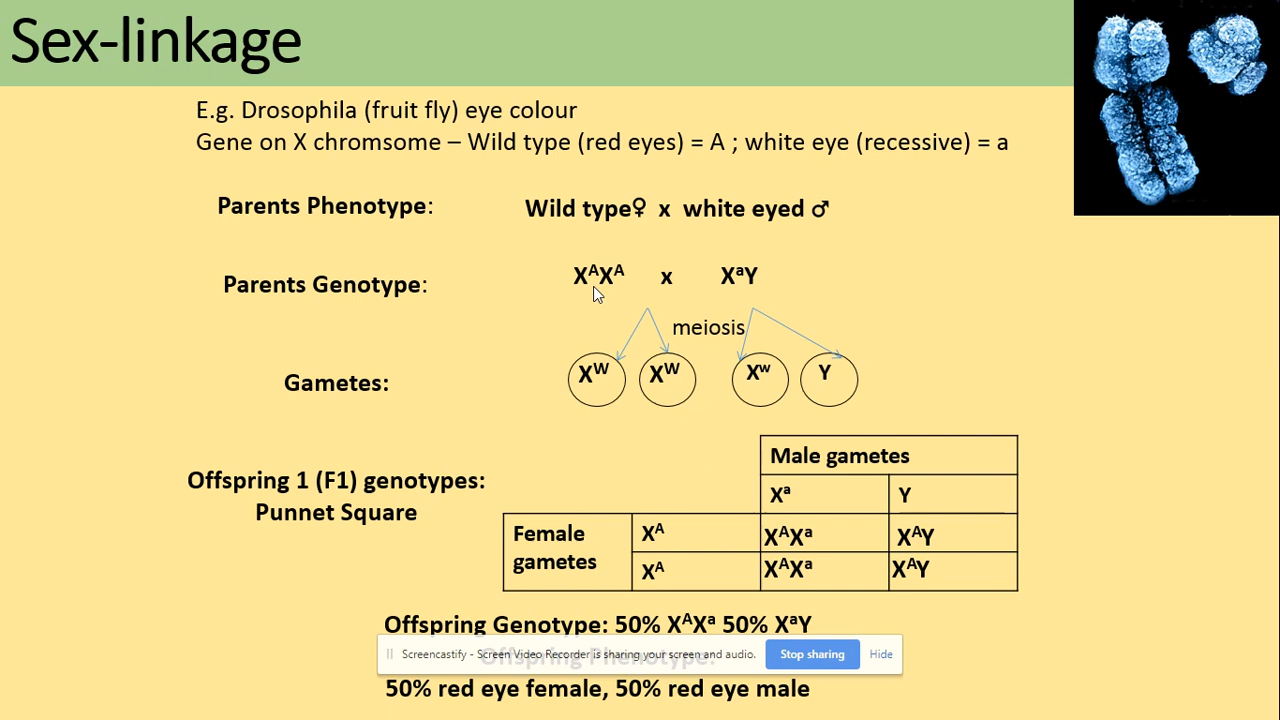 Sex-linkage
E.g. Drosophila (fruit fly) eye colour
Gene on X chromsome – Wild type (red eyes) = A ; white eye (recessive) = a
Parents Phenotype: Wild type♀ x white eyed ♂
Parents Genotype: XᴬXᴬ x XᵃY
meiosis
Gametes: Xᵂ Xᵂ Xʷ Y
Male gametes
Xᵃ Y
Offspring 1 (F1) genotypes:
Punnet Square
Female gametes
Xᴬ XᴬXᵃ XᴬY
Xᴬ XᴬXᵃ XᴬY
Offspring Genotype: 50% XᴬXᵃ 50% XᵃY
Offspring Phenotype:
Screencastify - Screen Video Recorder is sharing your screen and audio. Stop sharing Hide
50% red eye female, 50% red eye male